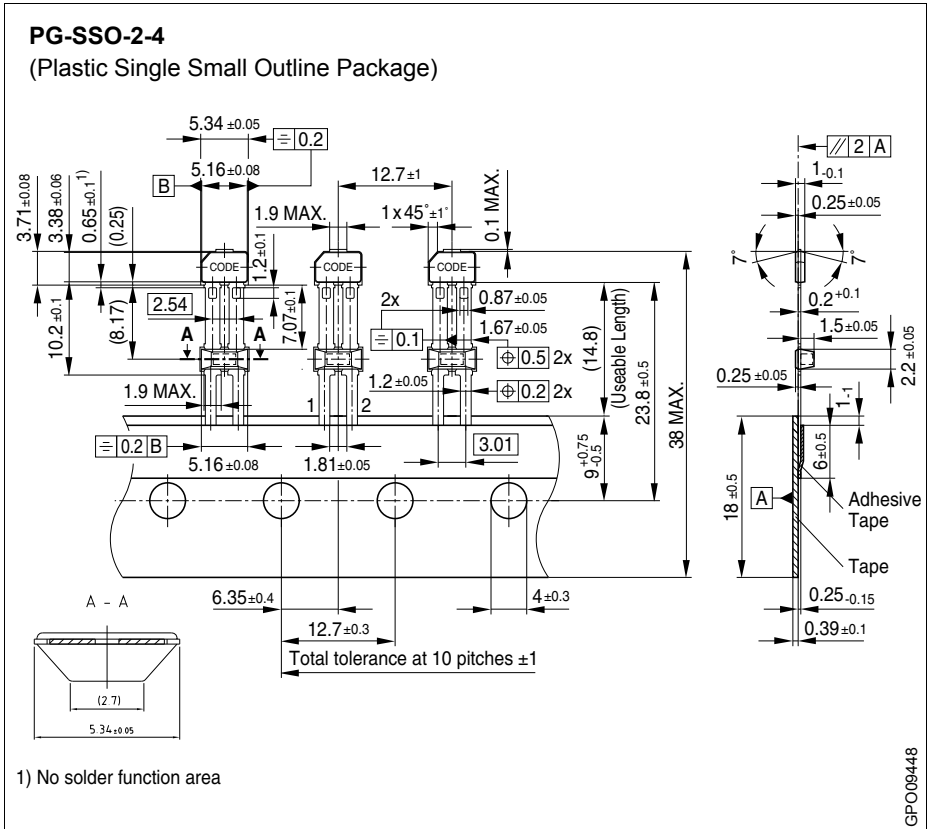 PG-SSO-2-4
(Plastic Single Small Outline Package)
5.34 ±0.05
⌯ 0.2
B
5.16±0.08
12.7±1
// 2 A
1-0.1
0.25±0.05
3.71±0.08
3.38±0.06
0.65±0.1 1)
(0.25)
1.9 MAX.
1 x 45°±1°
0.1 MAX.
1.2±0.1
CODE
CODE
CODE
7°
7°
2.54
7.07±0.1
2x
0.87±0.05
0.2+0.1
10.2±0.1
(8.17)
A
A
⌯ 0.1
1.67±0.05
1.5±0.05
⌖ 0.5 2x
(14.8)
(Useable Length)
23.8±0.5
38 MAX.
2.2±0.05
0.25 ±0.05
1.9 MAX.
1
2
1.2 ±0.05
⌖ 0.2 2x
1-1
⌯ 0.2 B
5.16±0.08
1.81±0.05
3.01
9 +0.75 -0.5
18±0.5
A
6±0.5
Adhesive
Tape
Tape
A - A
6.35±0.4
4±0.3
0.25-0.15
12.7±0.3
0.39±0.1
Total tolerance at 10 pitches ±1
(2.7)
5.34±0.05
1) No solder function area
GPO09448